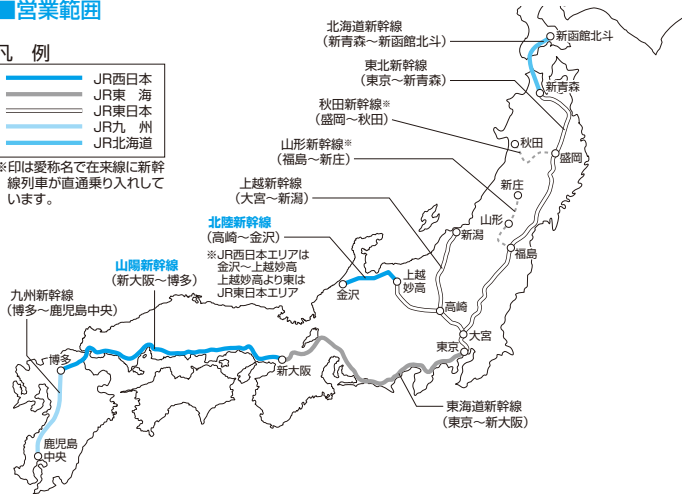 ■営業範囲
凡　例
JR西日本
JR東　海
JR東日本
JR九　州
JR北海道
※印は愛称名で在来線に新幹
線列車が直通乗り入れして
います。
北海道新幹線
(新青森～新函館北斗)
新函館北斗
東北新幹線
(東京～新青森)
新青森
秋田新幹線※
(盛岡～秋田)
秋田
盛岡
山形新幹線※
(福島～新庄)
新庄
山形
上越新幹線
(大宮～新潟)
新潟
福島
北陸新幹線
(高崎～金沢)
※JR西日本エリアは
金沢～上越妙高
上越妙高より東は
JR東日本エリア
金沢
上越
妙高
高崎
大宮
東京
山陽新幹線
(新大阪～博多)
九州新幹線
(博多～鹿児島中央)
博多
新大阪
東海道新幹線
(東京～新大阪)
鹿児島
中央